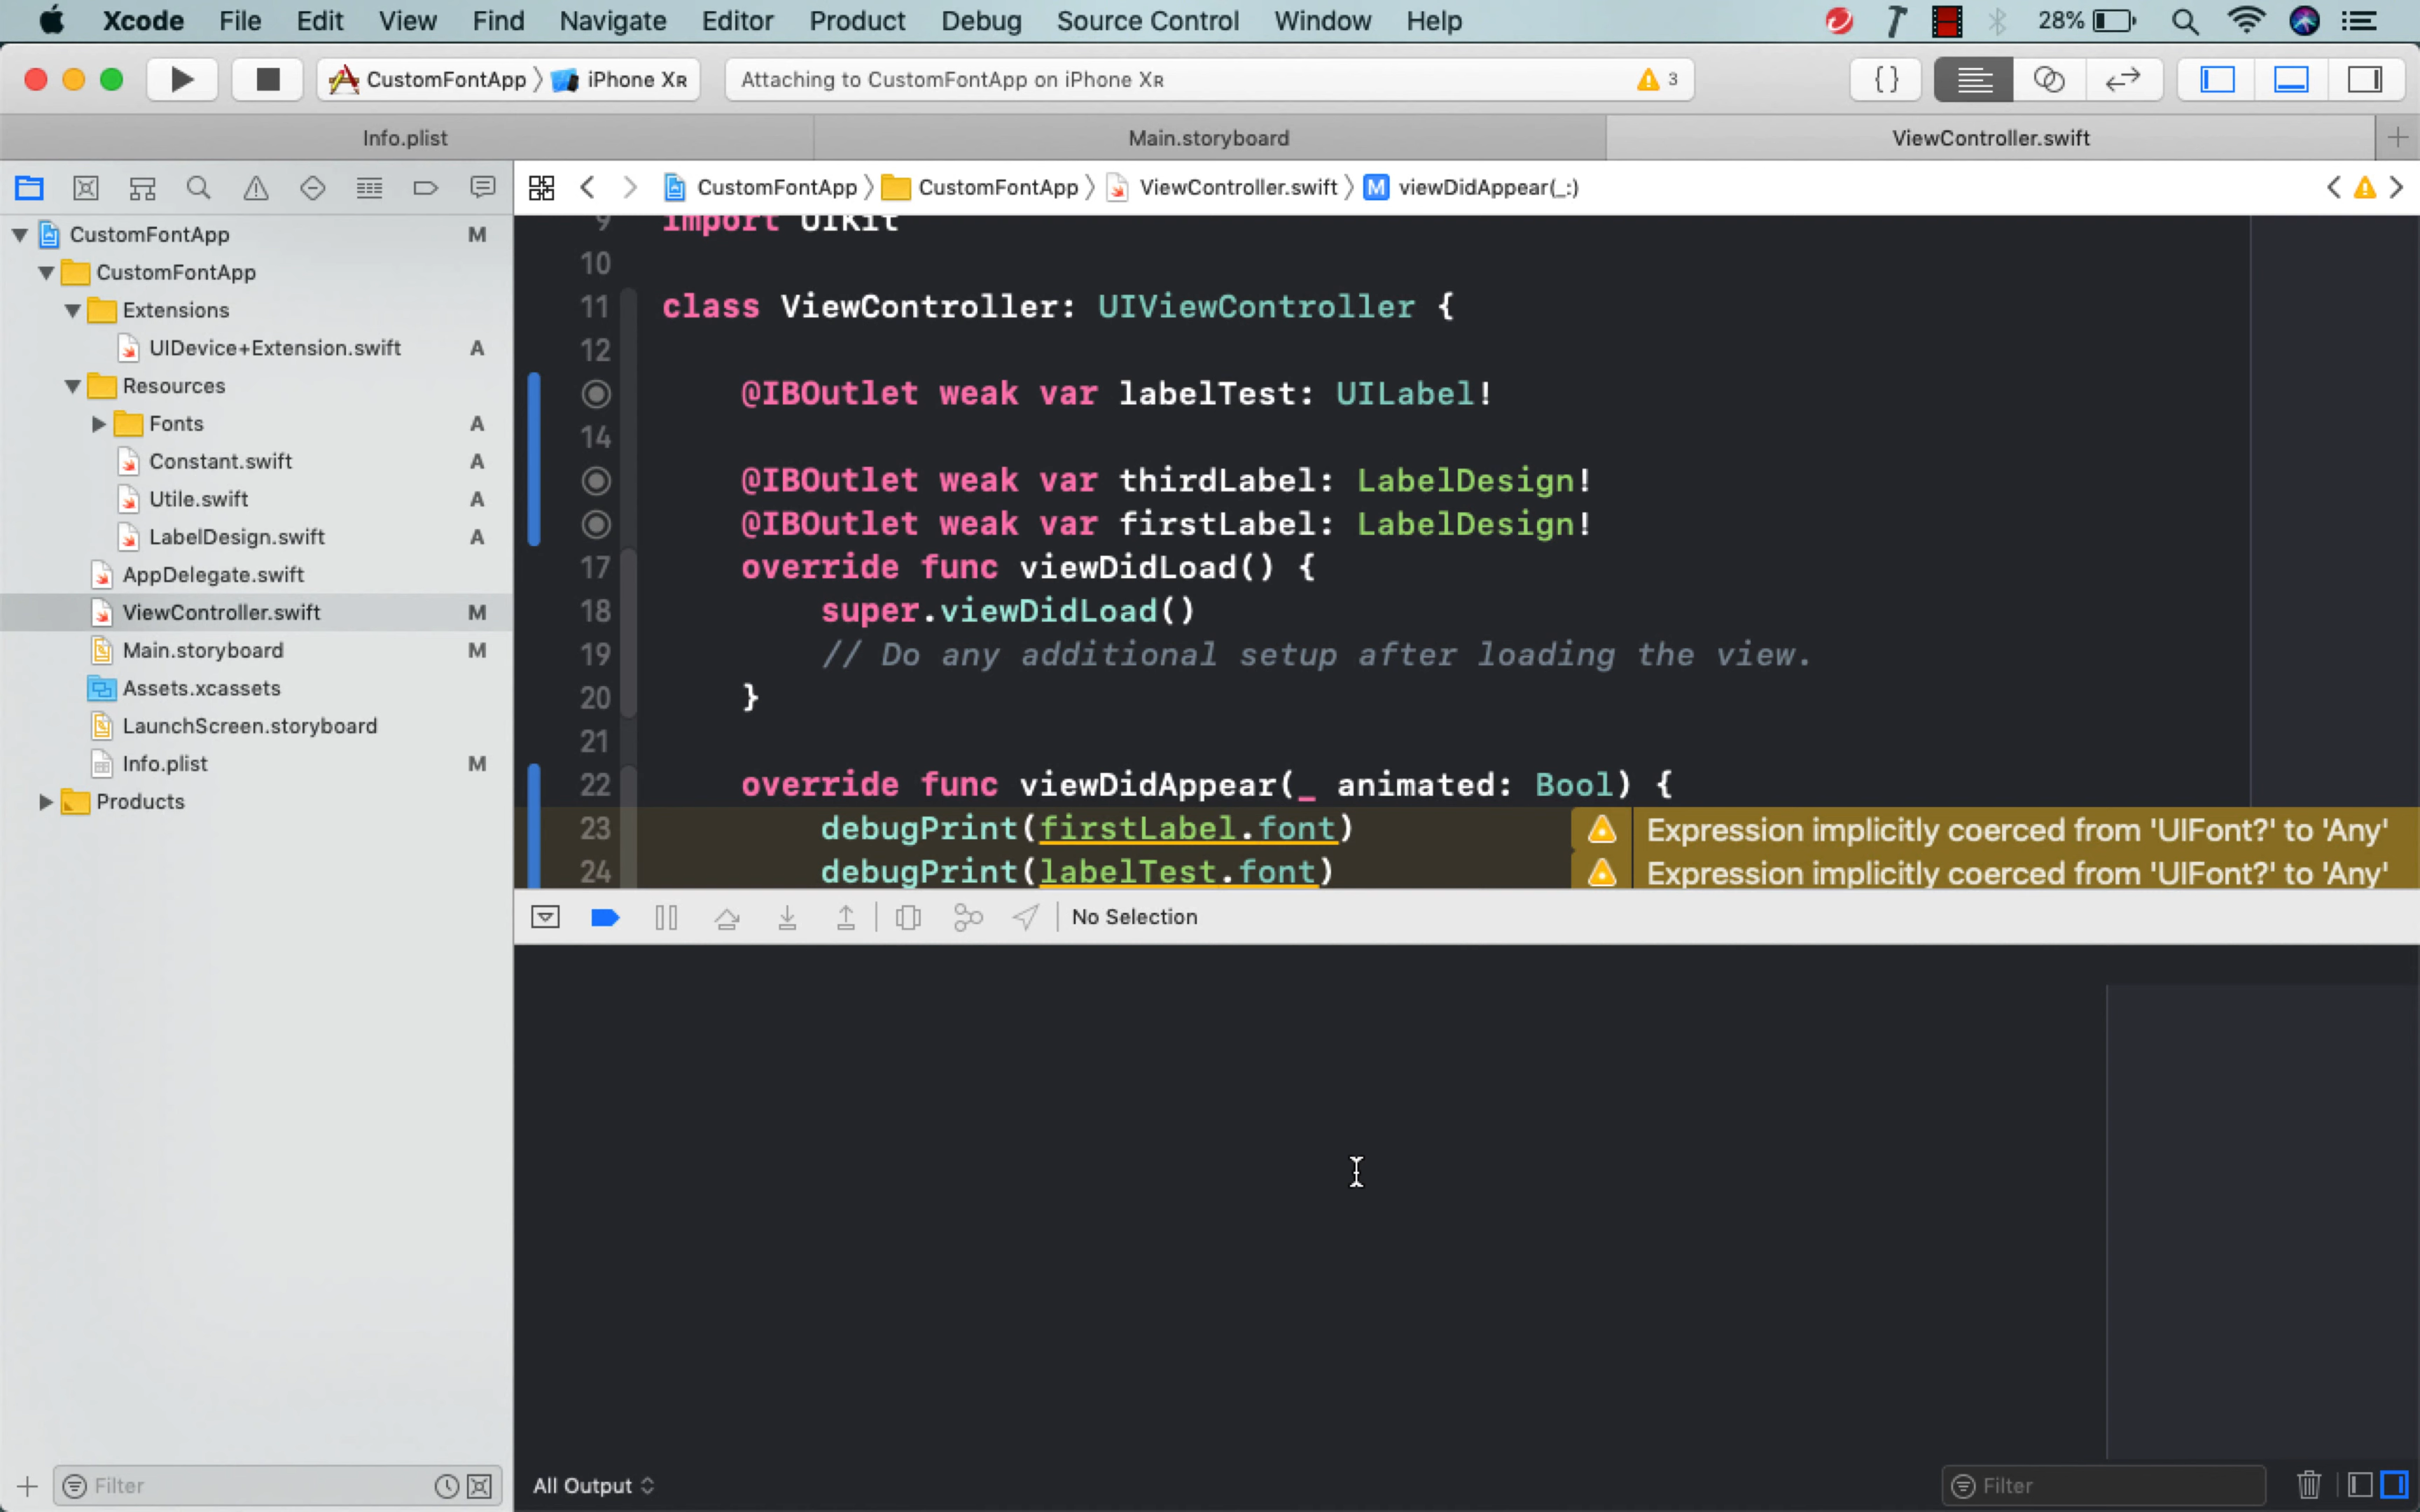 Xcode File Edit View Find Navigate Editor Product Debug Source Control Window Help 28%
CustomFontApp iPhone XR Attaching to CustomFontApp on iPhone XR 3
Info.plist Main.storyboard ViewController.swift
CustomFontApp CustomFontApp ViewController.swift M viewDidAppear(_:)
CustomFontApp M
CustomFontApp
Extensions
UIDevice+Extension.swift A
Resources
Fonts A
Constant.swift A
Utile.swift A
LabelDesign.swift A
AppDelegate.swift
ViewController.swift M
Main.storyboard M
Assets.xcassets
LaunchScreen.storyboard
Info.plist M
Products
Filter
9 import UIKit
10
11 class ViewController: UIViewController {
12
@IBOutlet weak var labelTest: UILabel!
14
@IBOutlet weak var thirdLabel: LabelDesign!
@IBOutlet weak var firstLabel: LabelDesign!
17 override func viewDidLoad() {
18 super.viewDidLoad()
19 // Do any additional setup after loading the view.
20 }
21
22 override func viewDidAppear(_ animated: Bool) {
23 debugPrint(firstLabel.font) Expression implicitly coerced from 'UIFont?' to 'Any'
24 debugPrint(labelTest.font) Expression implicitly coerced from 'UIFont?' to 'Any'
No Selection
All Output Filter